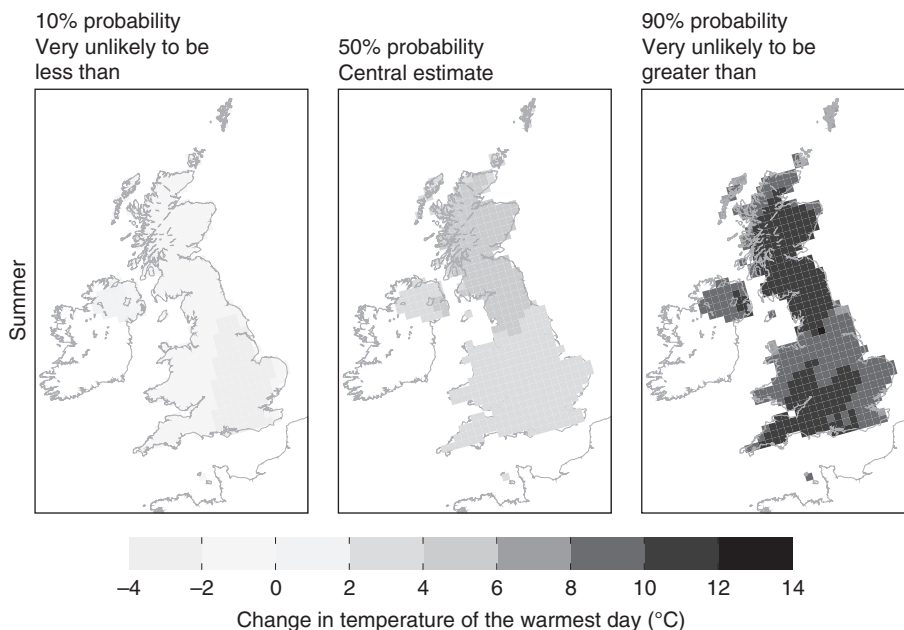 10% probability
Very unlikely to be
less than
50% probability
Central estimate
90% probability
Very unlikely to be
greater than
Summer
–4 –2 0 2 4 6 8 10 12 14
Change in temperature of the warmest day (°C)